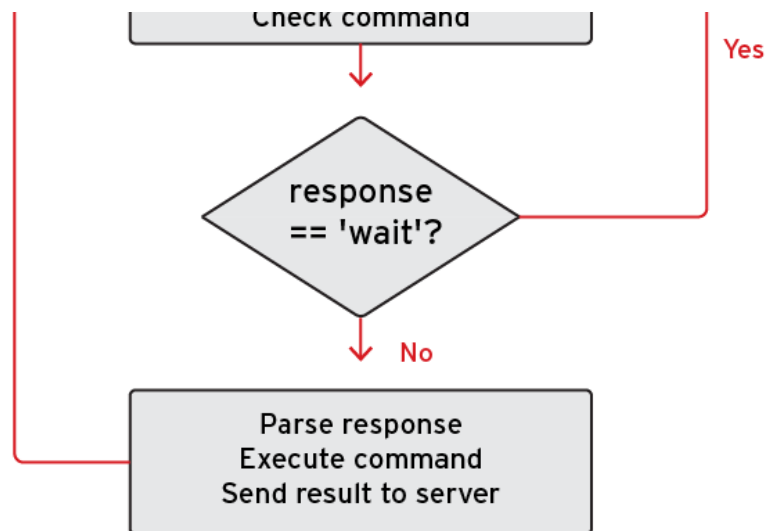 Check command
Yes
response
== 'wait'?
No
Parse response
Execute command
Send result to server